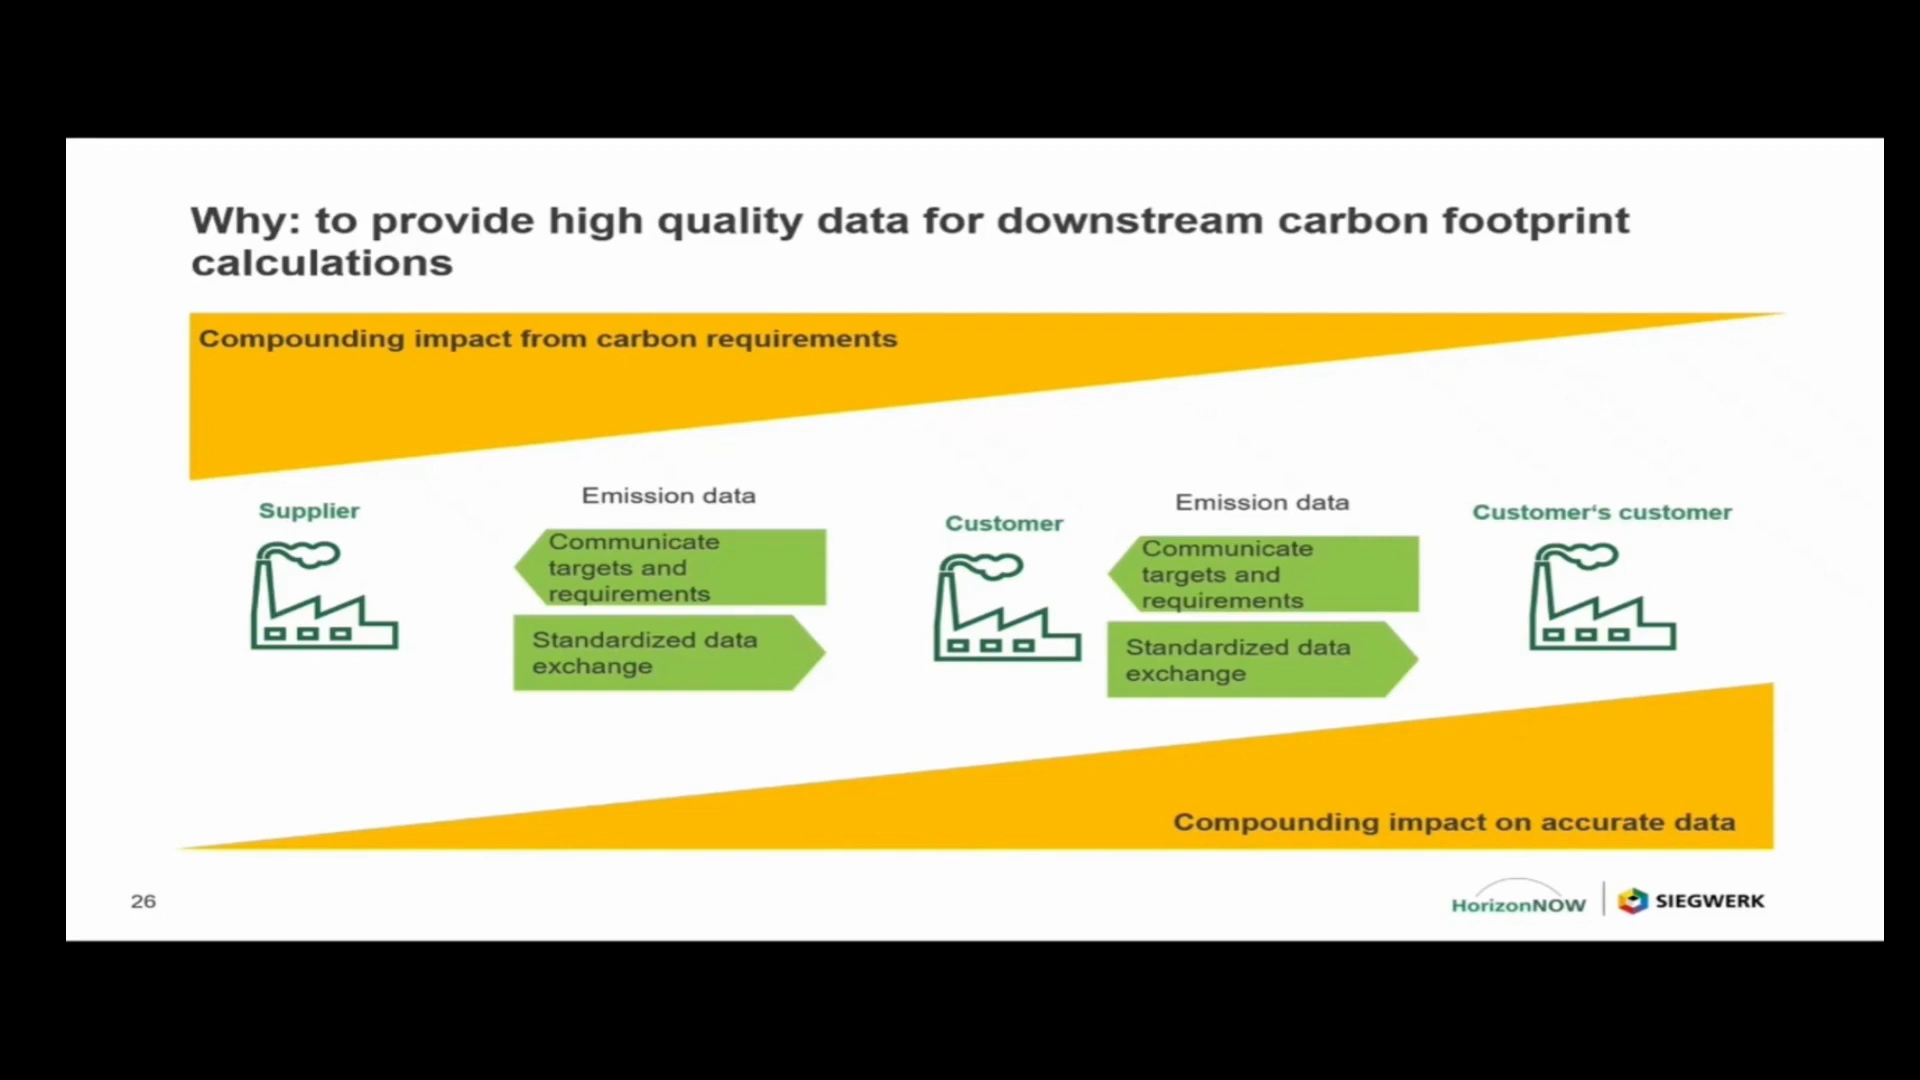 Why: to provide high quality data for downstream carbon footprint
calculations
Compounding impact from carbon requirements
Supplier
Emission data
Communicate
targets and
requirements
Standardized data
exchange
Customer
Emission data
Communicate
targets and
requirements
Standardized data
exchange
Customer‘s customer
Compounding impact on accurate data
26
HorizonNOW
SIEGWERK